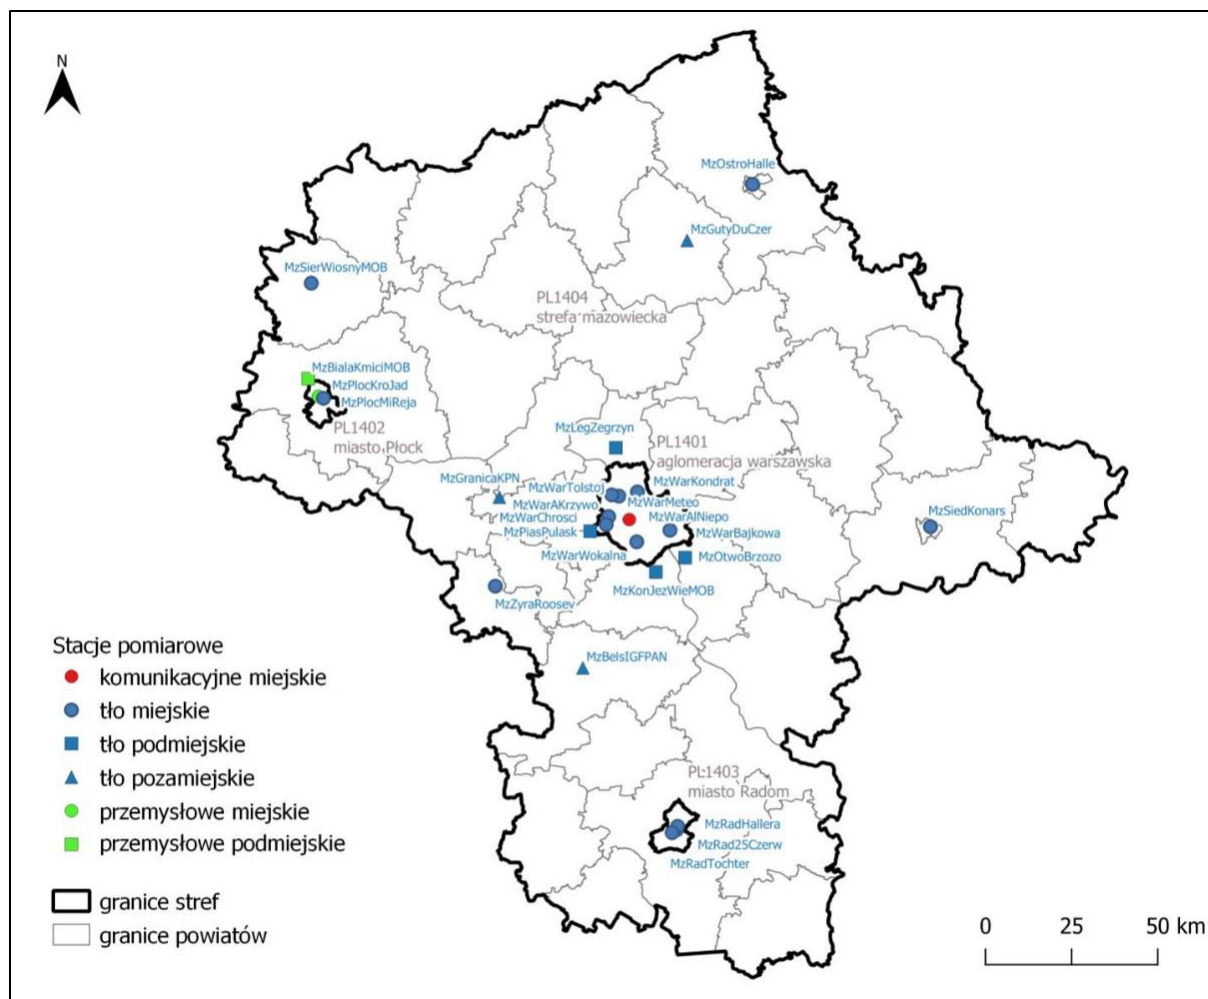 N
MzOstroHalle
MzGutyDuCzer
MzSierWiosnyMOB
PL1404
strefa mazowiecka
MzBialaKmiciMOB
MzPlocKroJad
MzPlocMiReja
PL1402
miasto Płock
MzLegZegrzyn
PL1401
aglomeracja warszawska
MzGranicaKPN
MzWarTolstoj
MzWarKondrat
MzWarAKrzywo
MzWarMeteo
MzWarChrosci
MzWarAlNiepo
MzSiedKonars
MzPiasPulask
MzWarBajkowa
MzWarWokalna
MzOtwoBrzozo
MzKonJezWieMOB
MzZyraRoosev
MzBelsIGFPAN
PL1403
miasto Radom
MzRadHallera
MzRad25Czerw
MzRadTochter
Stacje pomiarowe
komunikacyjne miejskie
tło miejskie
tło podmiejskie
tło pozamiejskie
przemysłowe miejskie
przemysłowe podmiejskie
granice stref
granice powiatów
0 25 50 km